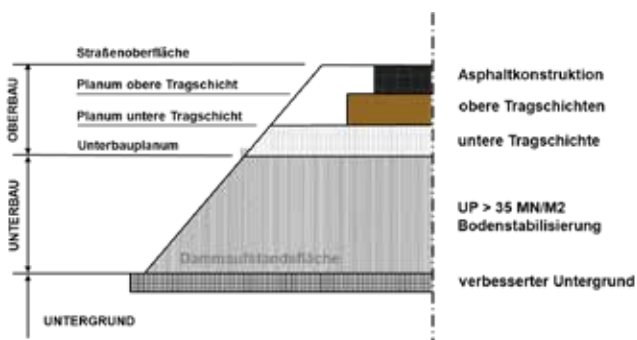 Straßenoberfläche
Planum obere Tragschicht
Planum untere Tragschicht
Unterbauplanum
OBERBAU
UNTERBAU
UNTERGRUND
Dammaufstandsfläche
Asphaltkonstruktion
obere Tragschichten
untere Tragschichte
UP > 35 MN/M2
Bodenstabilisierung
verbesserter Untergrund